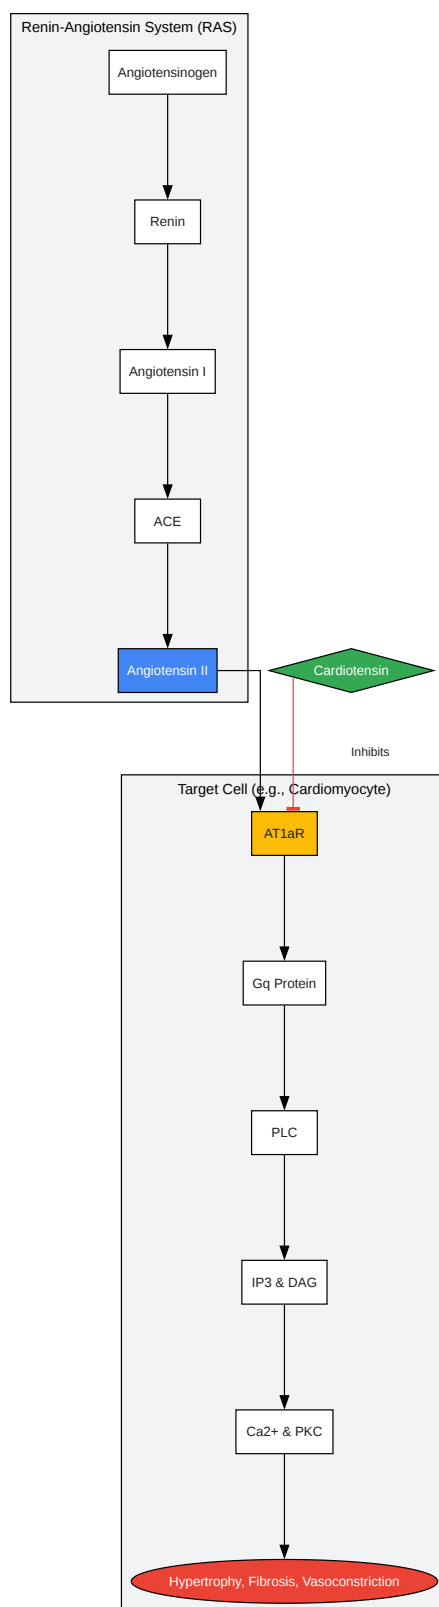 Renin-Angiotensin System (RAS)
Angiotensinogen
Renin
Angiotensin I
ACE
Angiotensin II
Cardiotensin
Inhibits
Target Cell (e.g., Cardiomyocyte)
AT1aR
Gq Protein
PLC
IP3 & DAG
Ca2+ & PKC
Hypertrophy, Fibrosis, Vasoconstriction